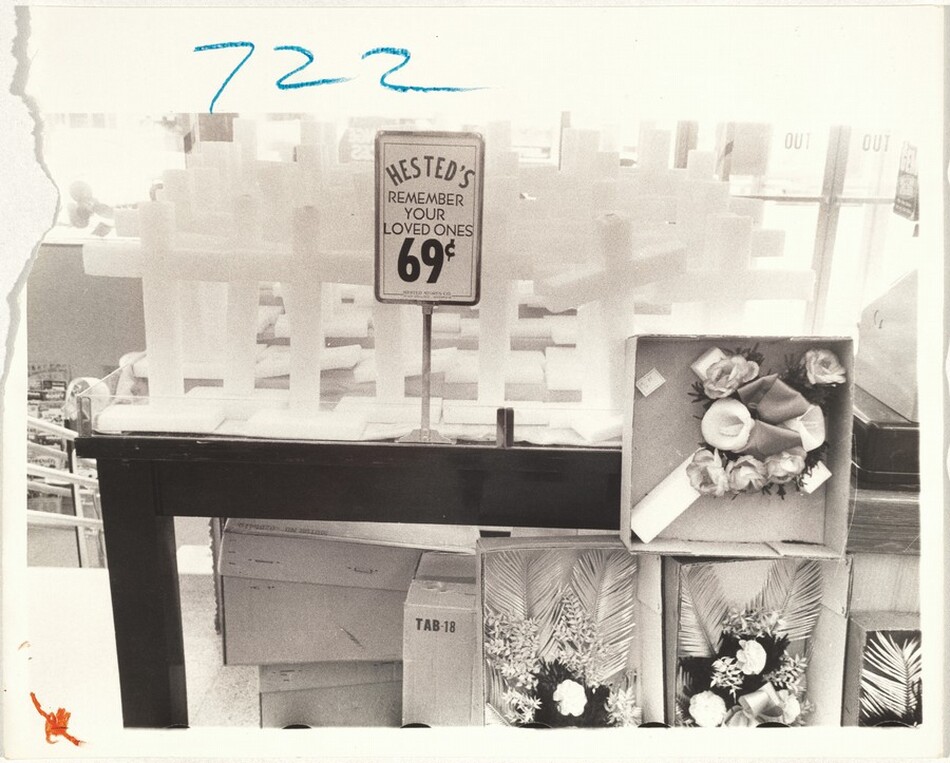 722
OUT
OUT
HESTED'S
REMEMBER
YOUR
LOVED ONES
69¢
TAB-18